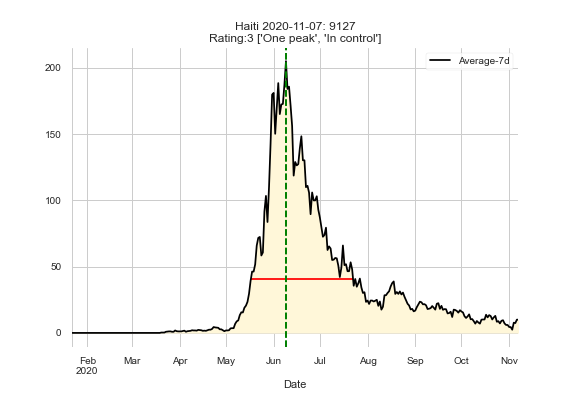 Haiti 2020-11-07: 9127
Rating:3 ['One peak', 'In control']
Average-7d
200
150
100
50
0
Feb Mar Apr May Jun Jul Aug Sep Oct Nov
2020
Date